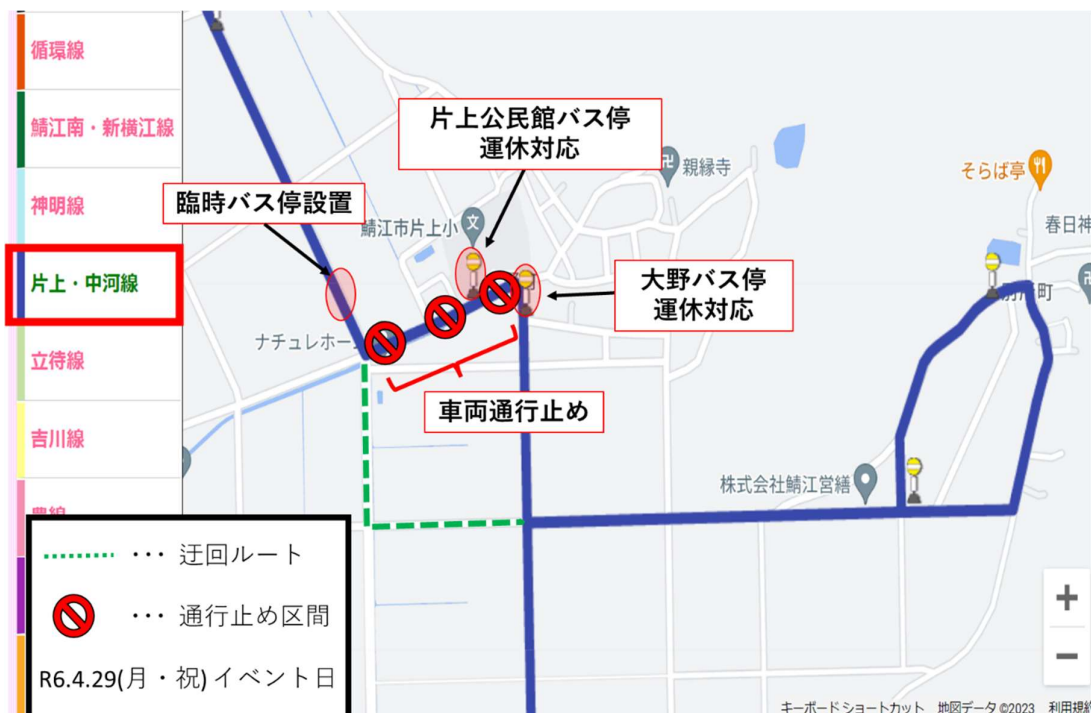 循環線
鯖江南・新横江線
神明線
片上・中河線
立待線
吉川線
片上公民館バス停
運休対応
臨時バス停設置
鯖江市片上小
文
親縁寺
そらば亭
春日神
大野バス停
運休対応
ナチュレホー
車両通行止め
株式会社鯖江営繕
・・・ 迂回ルート
・・・ 通行止め区間
R6.4.29(月・祝) イベント日
+
−
キーボード ショートカット 地図データ ©2023 利用規約